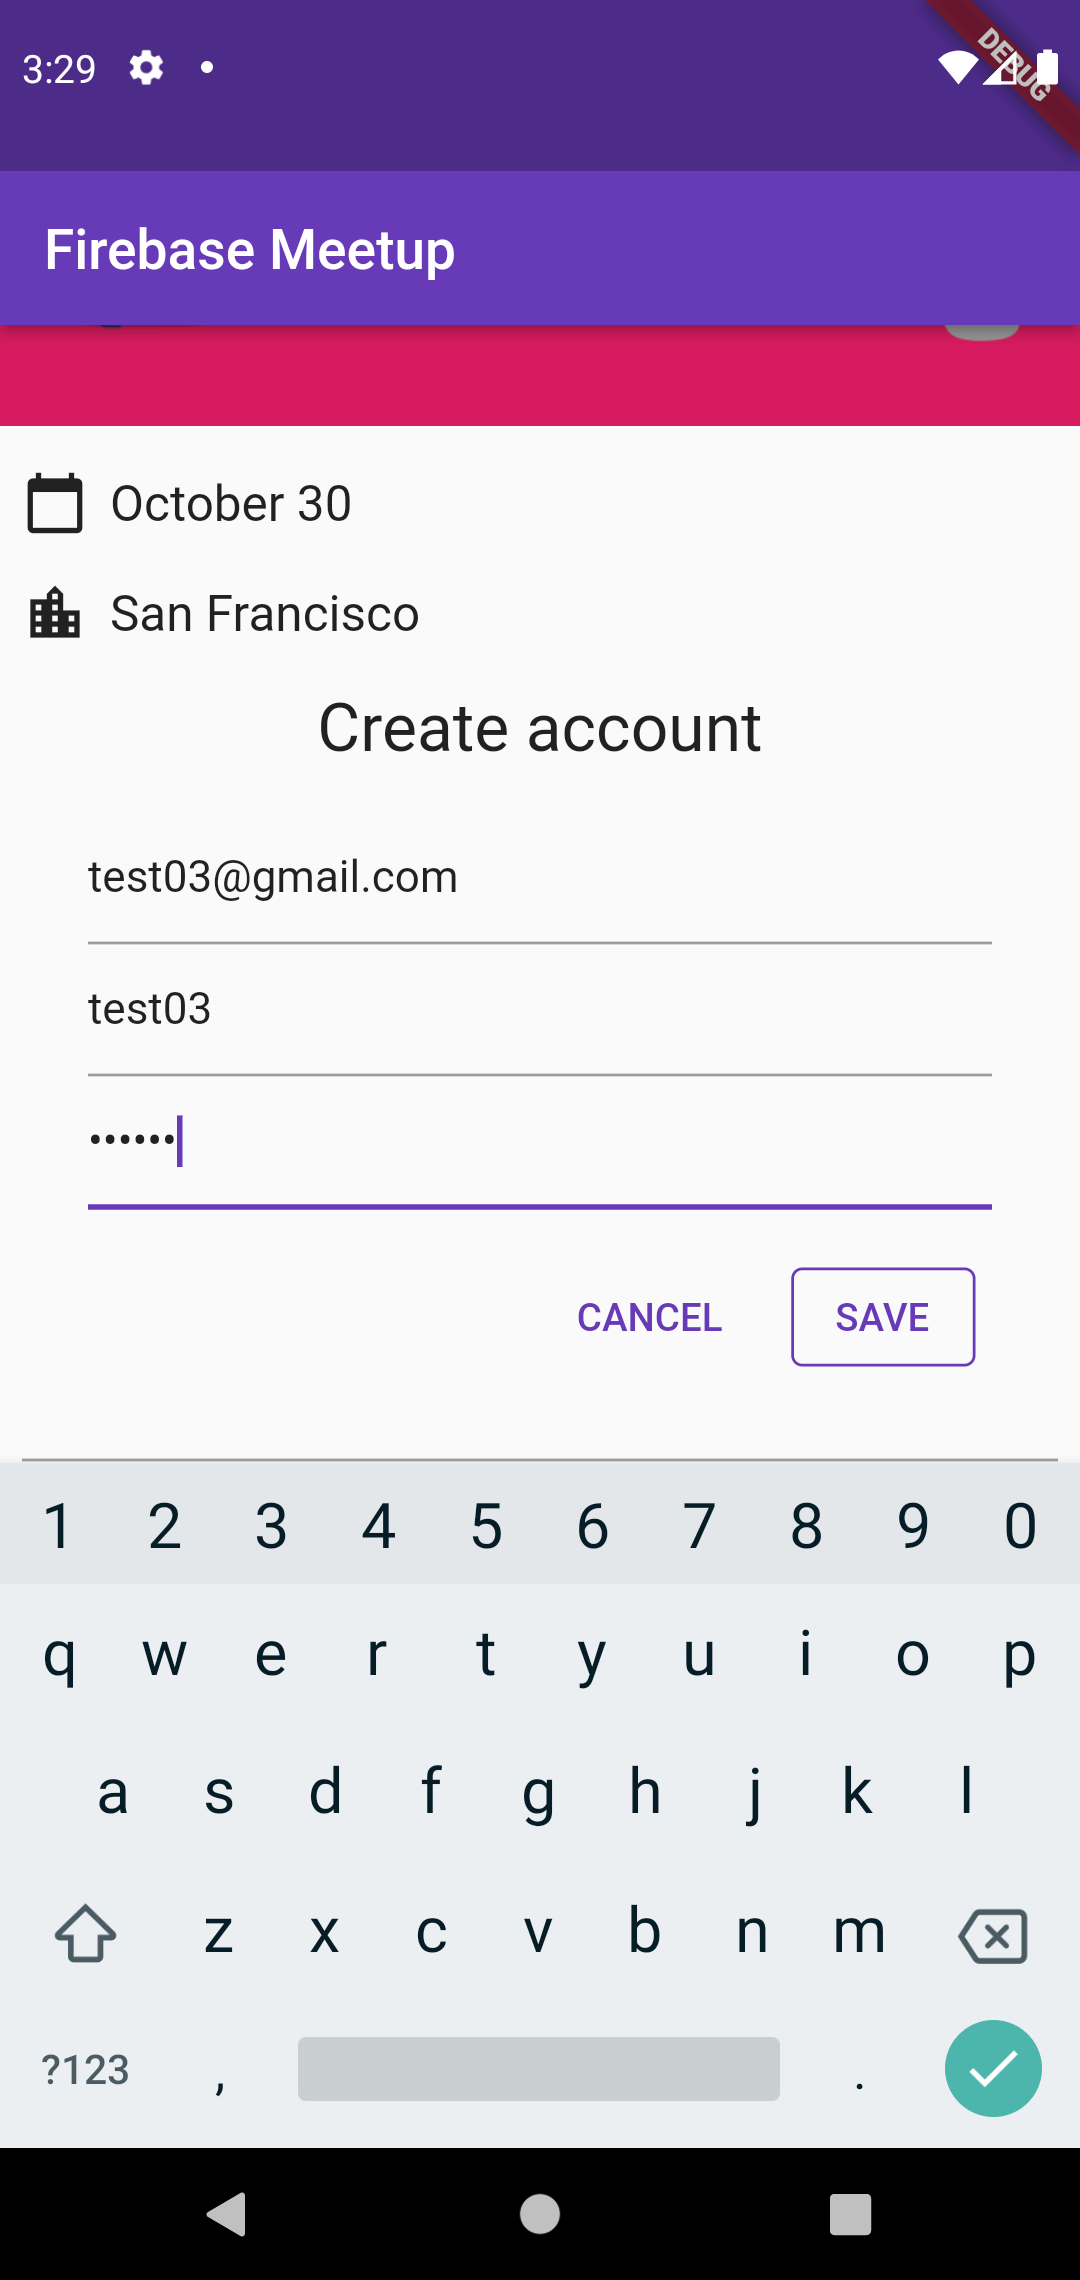 3:29
DEBUG
Firebase Meetup
October 30
San Francisco
Create account
test03@gmail.com
test03
••••••
CANCEL SAVE
1 2 3 4 5 6 7 8 9 0
q w e r t y u i o p
a s d f g h j k l
z x c v b n m
?123 , .